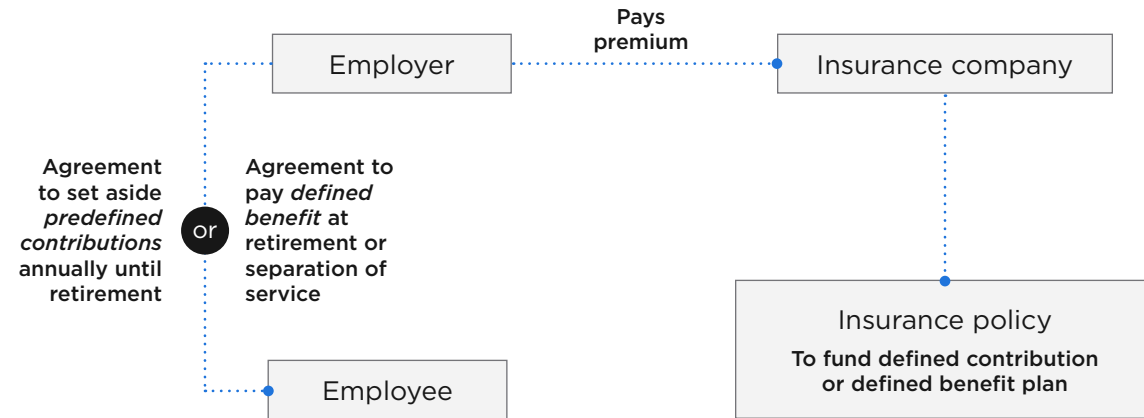 Pays
premium
Employer
Insurance company
Agreement
to set aside
predefined
contributions
annually until
retirement
or
Agreement to
pay defined
benefit at
retirement or
separation of
service
Insurance policy
To fund defined contribution
or defined benefit plan
Employee